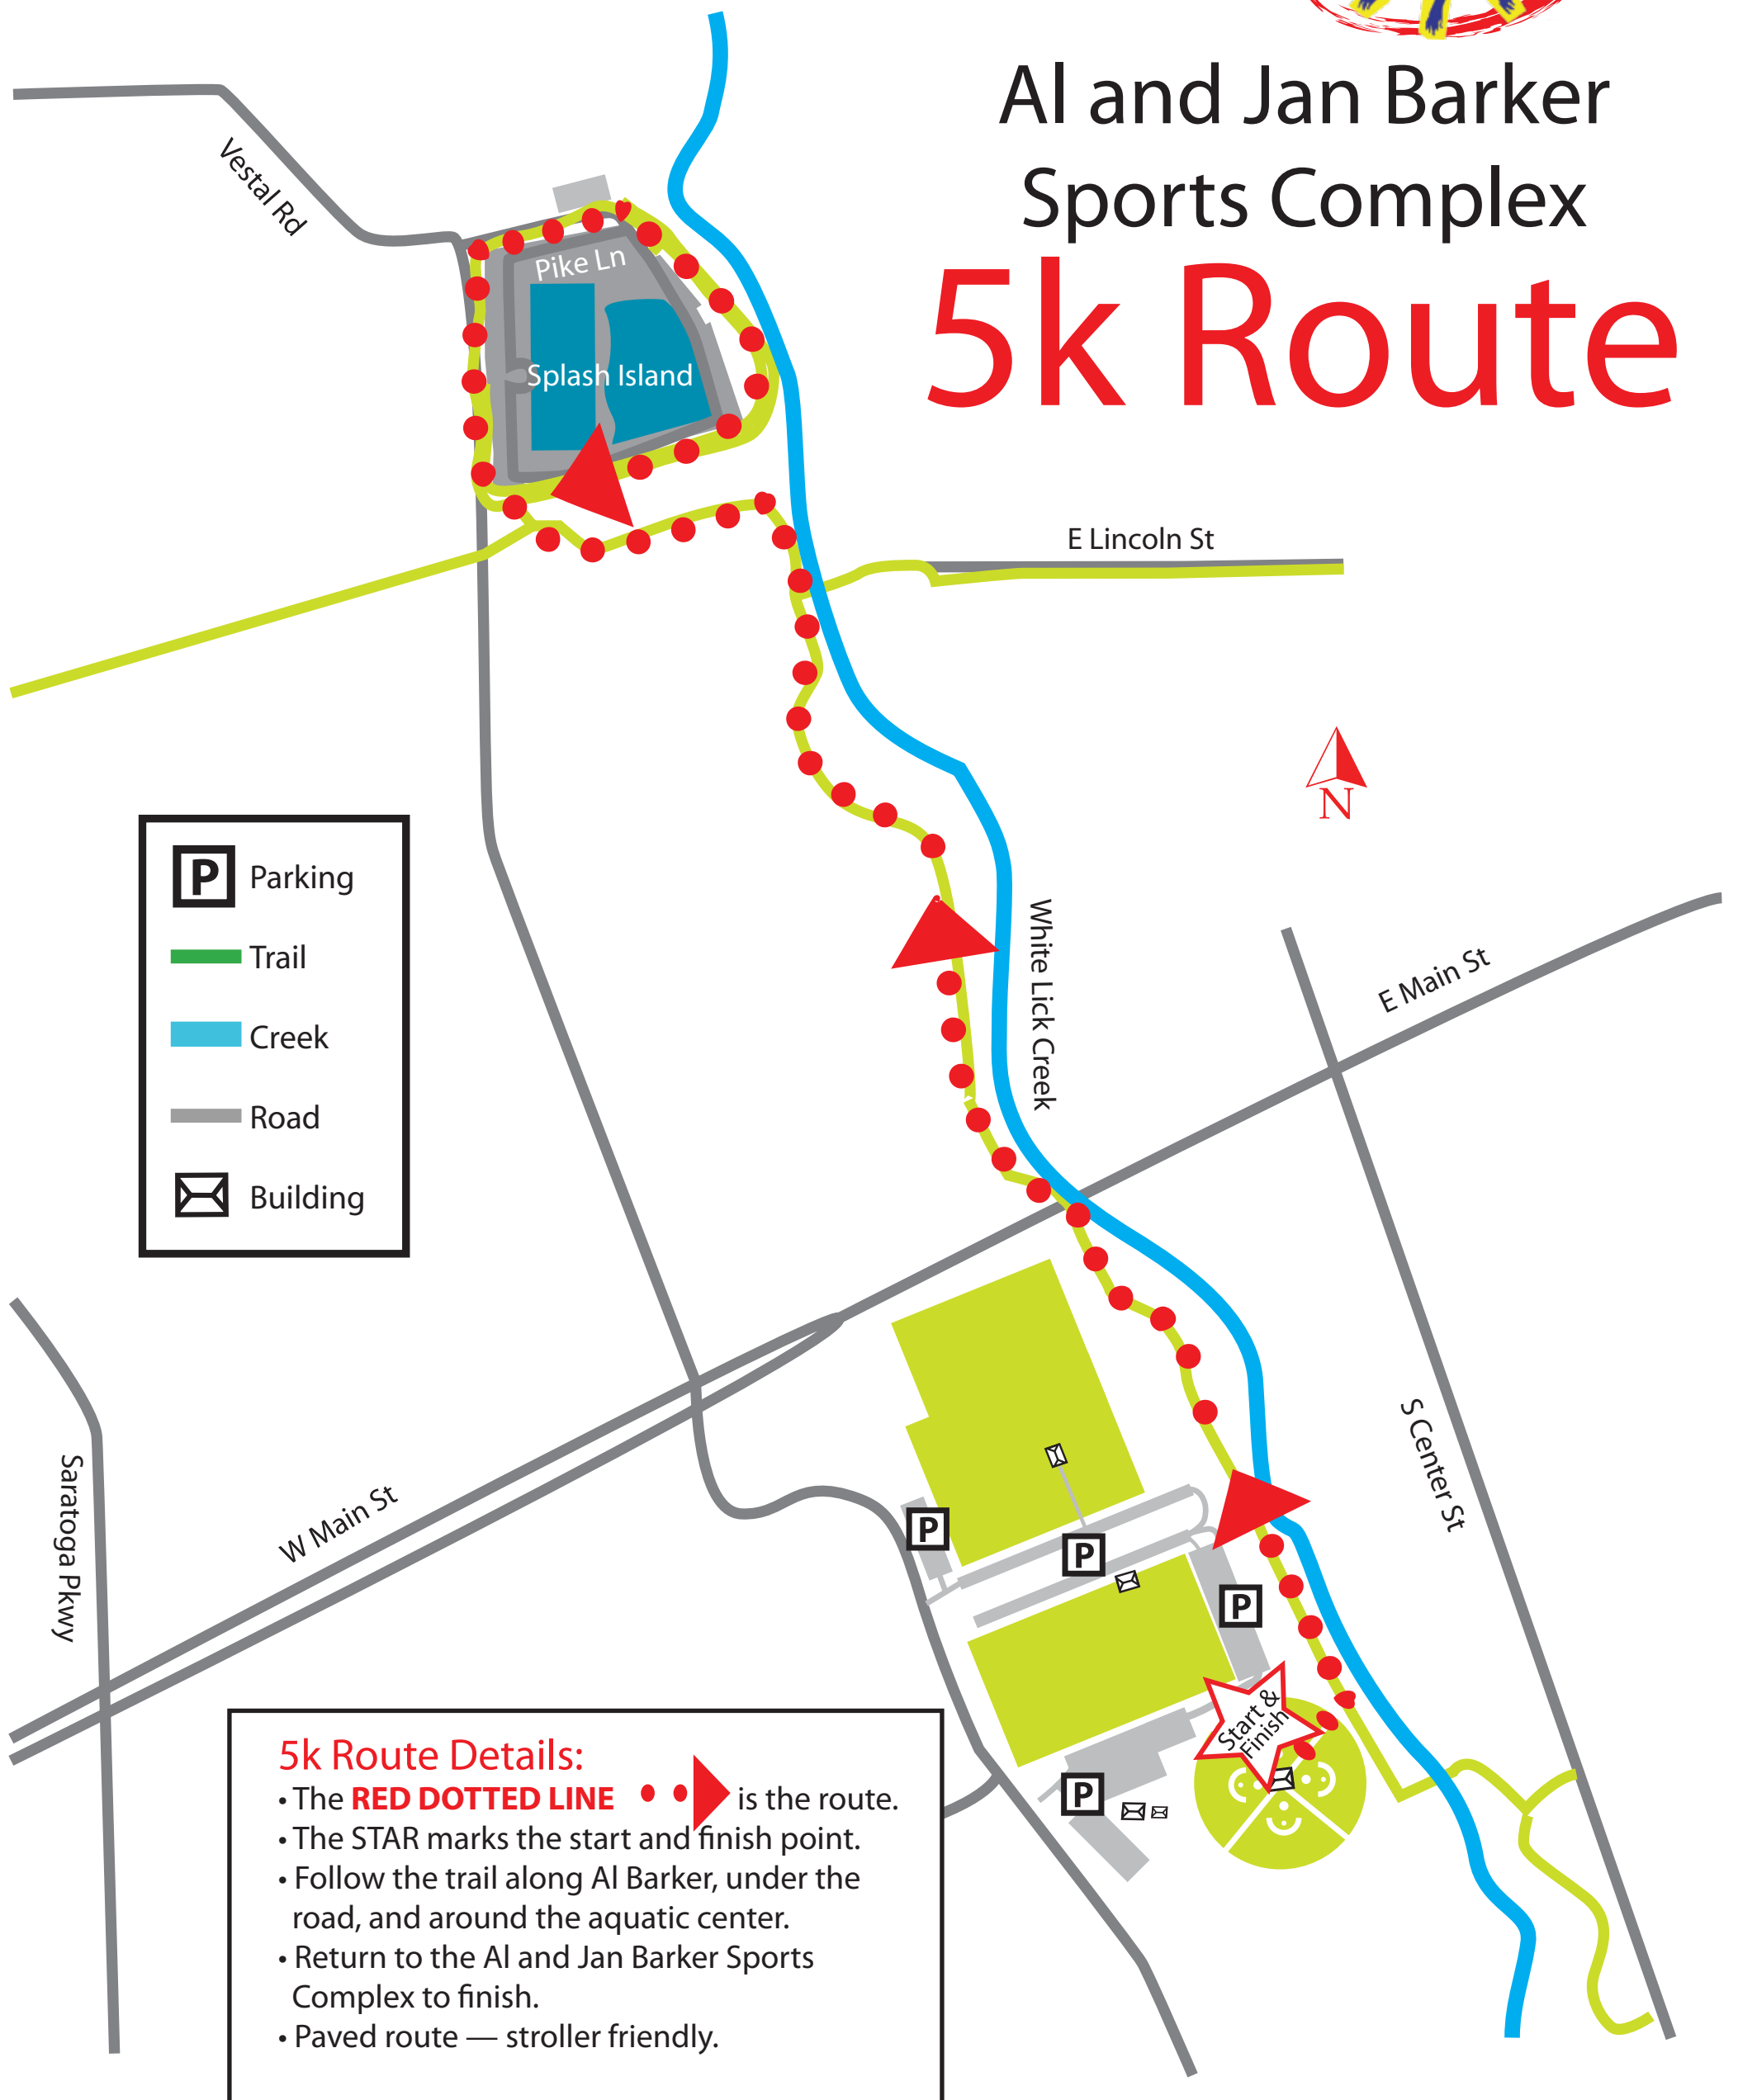 Al and Jan Barker
Sports Complex
5k Route
Vestal Rd
Pike Ln
Splash Island
E Lincoln St
N
P Parking
Trail
Creek
Road
Building
White Lick Creek
E Main St
S Center St
Saratoga Pkwy
W Main St
P
P
P
P
Start &
Finish
5k Route Details:
• The RED DOTTED LINE is the route.
• The STAR marks the start and finish point.
• Follow the trail along Al Barker, under the
road, and around the aquatic center.
• Return to the Al and Jan Barker Sports
Complex to finish.
• Paved route — stroller friendly.